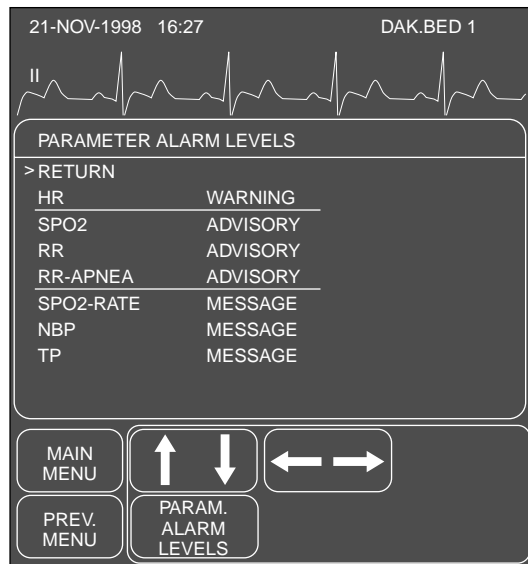 21-NOV-1998 16:27 DAK.BED 1
II
PARAMETER ALARM LEVELS
>RETURN
HR WARNING
SPO2 ADVISORY
RR ADVISORY
RR-APNEA ADVISORY
SPO2-RATE MESSAGE
NBP MESSAGE
TP MESSAGE
MAIN
MENU
PREV.
MENU
PARAM.
ALARM
LEVELS